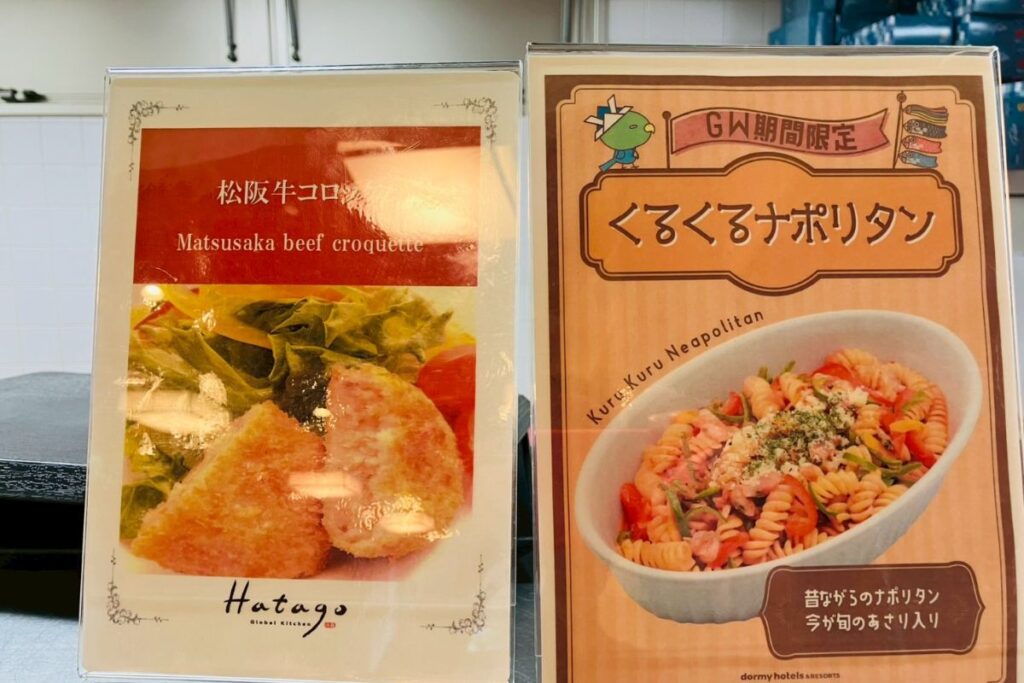 松阪牛コロッ
Matsusaka beef croquette
Hatago
Global Kitchen
GW期間限定
くるくるナポリタン
Kuru Kuru Neapolitan
昔ながらのナポリタン
今が旬のあさり入り
dormy hotels & RESORTS